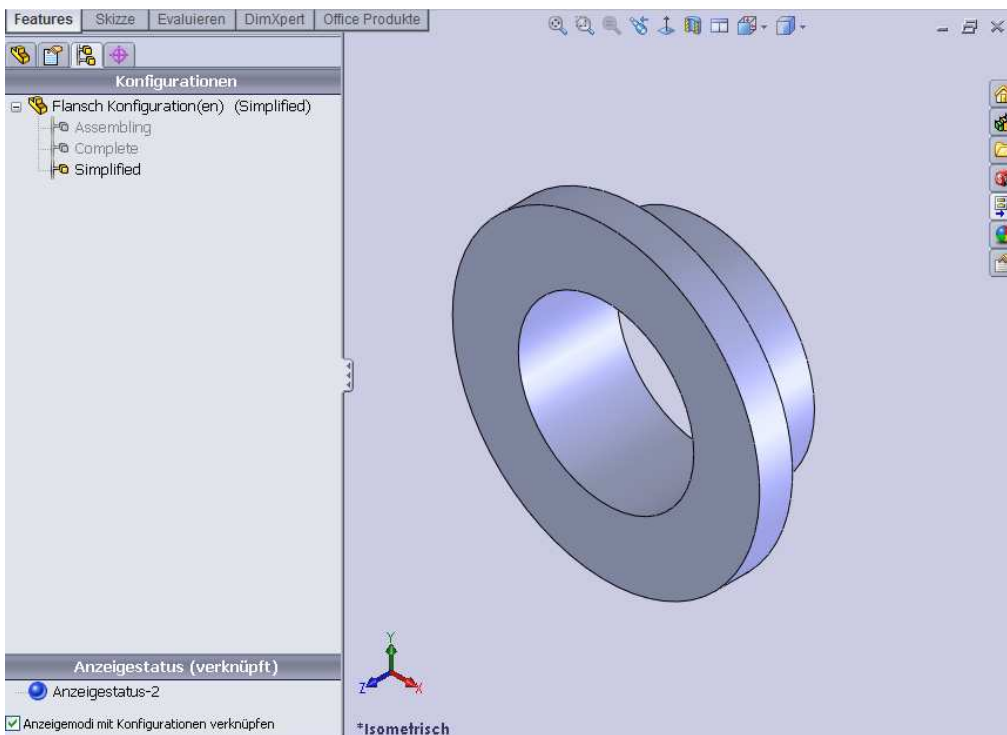 Features Skizze Evaluieren DimXpert Office Produkte
Konfigurationen
Flansch Konfiguration(en) (Simplified)
Assembling
Complete
Simplified
Anzeigestatus (verknüpft)
Anzeigestatus-2
Anzeigemodi mit Konfigurationen verknüpfen
Y
Z X
*Isometrisch